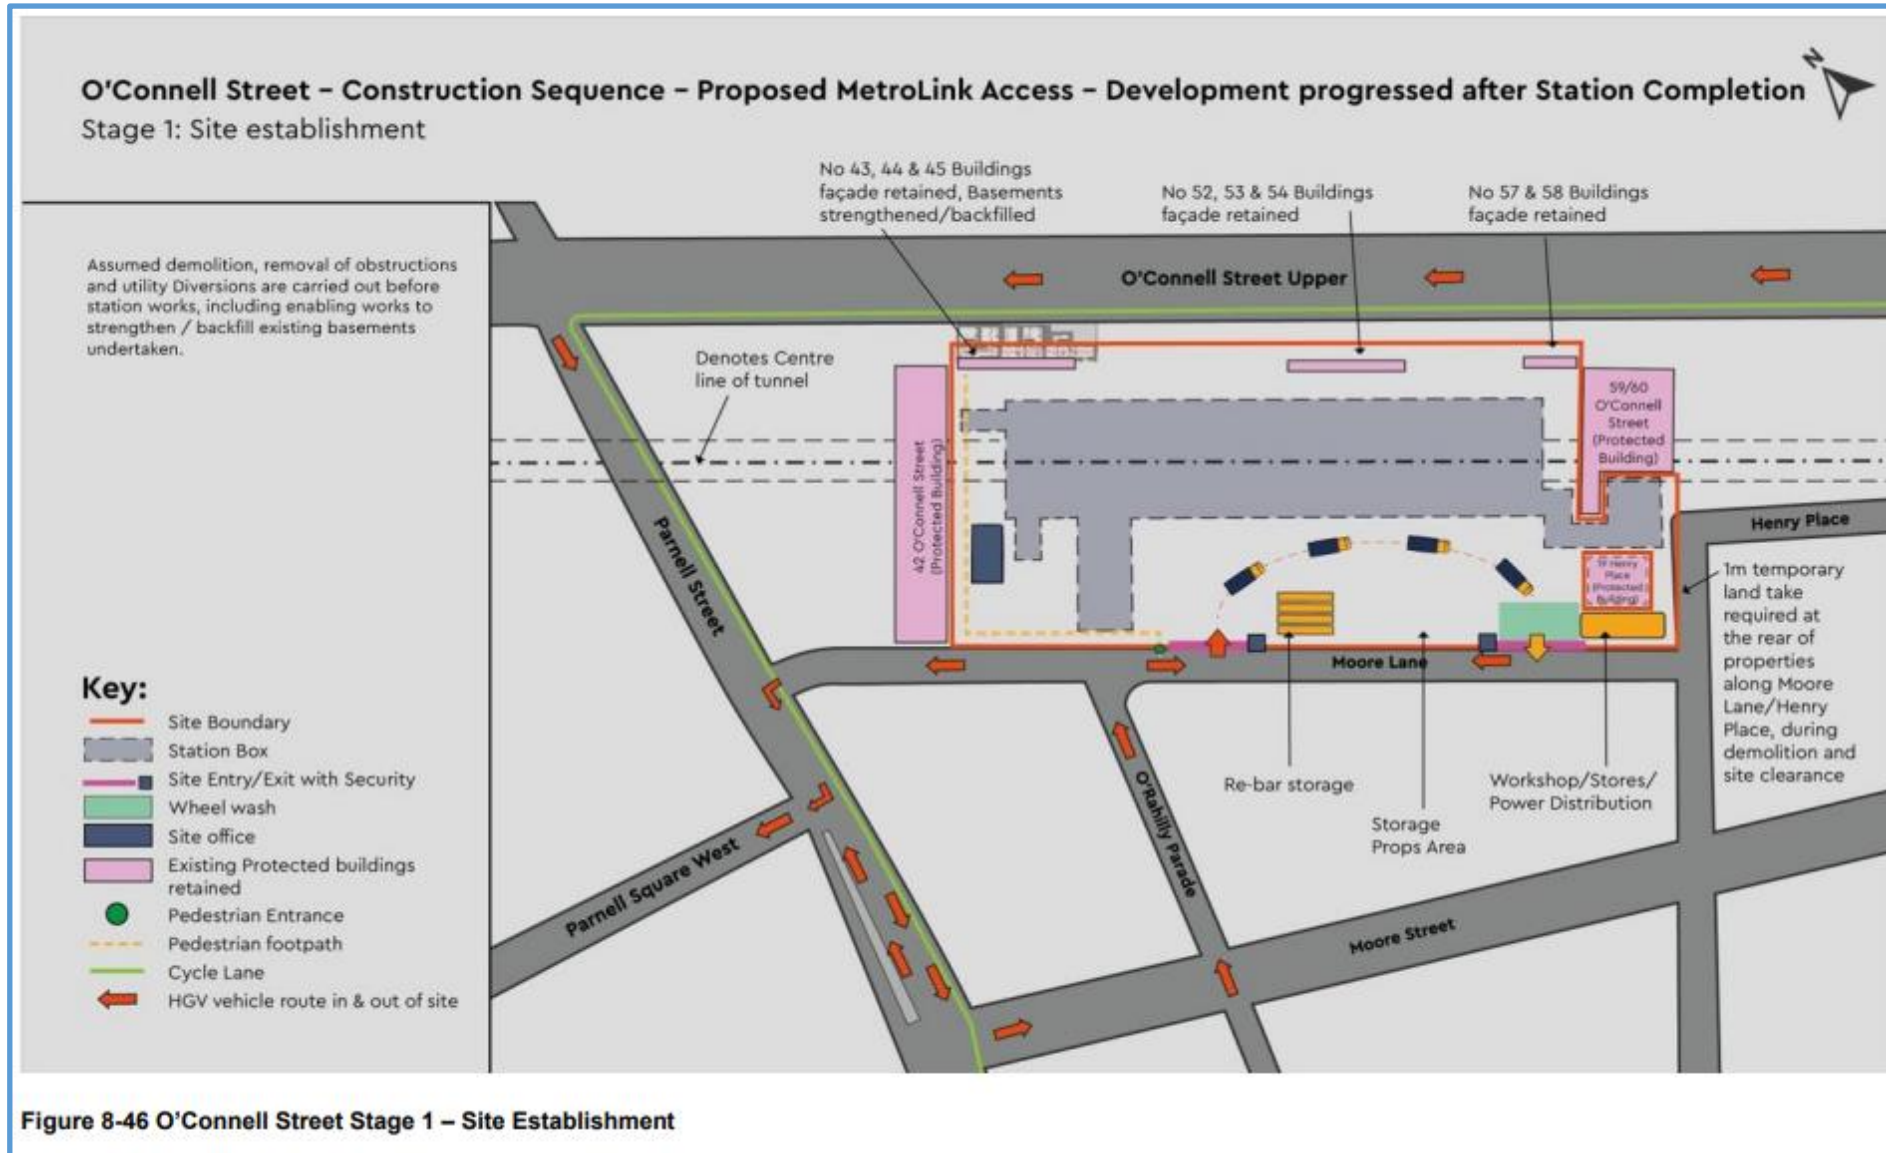 O'Connell Street – Construction Sequence – Proposed MetroLink Access – Development progressed after Station Completion
Stage 1: Site establishment
N
No 43, 44 & 45 Buildings
façade retained, Basements
strengthened/backfilled
No 52, 53 & 54 Buildings
façade retained
No 57 & 58 Buildings
façade retained
Assumed demolition, removal of obstructions
and utility Diversions are carried out before
station works, including enabling works to
strengthen / backfill existing basements
undertaken.
O'Connell Street Upper
Denotes Centre
line of tunnel
42 O'Connell Street
(Protected Building)
59/60
O'Connell
Street
(Protected
Building)
Henry Place
19 Henry
Place
(Protected
Building)
1m temporary
land take
required at
the rear of
properties
along Moore
Lane/Henry
Place, during
demolition and
site clearance
Parnell Street
Moore Lane
Re-bar storage
Storage
Props Area
Workshop/Stores/
Power Distribution
O'Rahilly Parade
Parnell Square West
Moore Street
Key:
Site Boundary
Station Box
Site Entry/Exit with Security
Wheel wash
Site office
Existing Protected buildings
retained
Pedestrian Entrance
Pedestrian footpath
Cycle Lane
HGV vehicle route in & out of site
Figure 8-46 O'Connell Street Stage 1 – Site Establishment